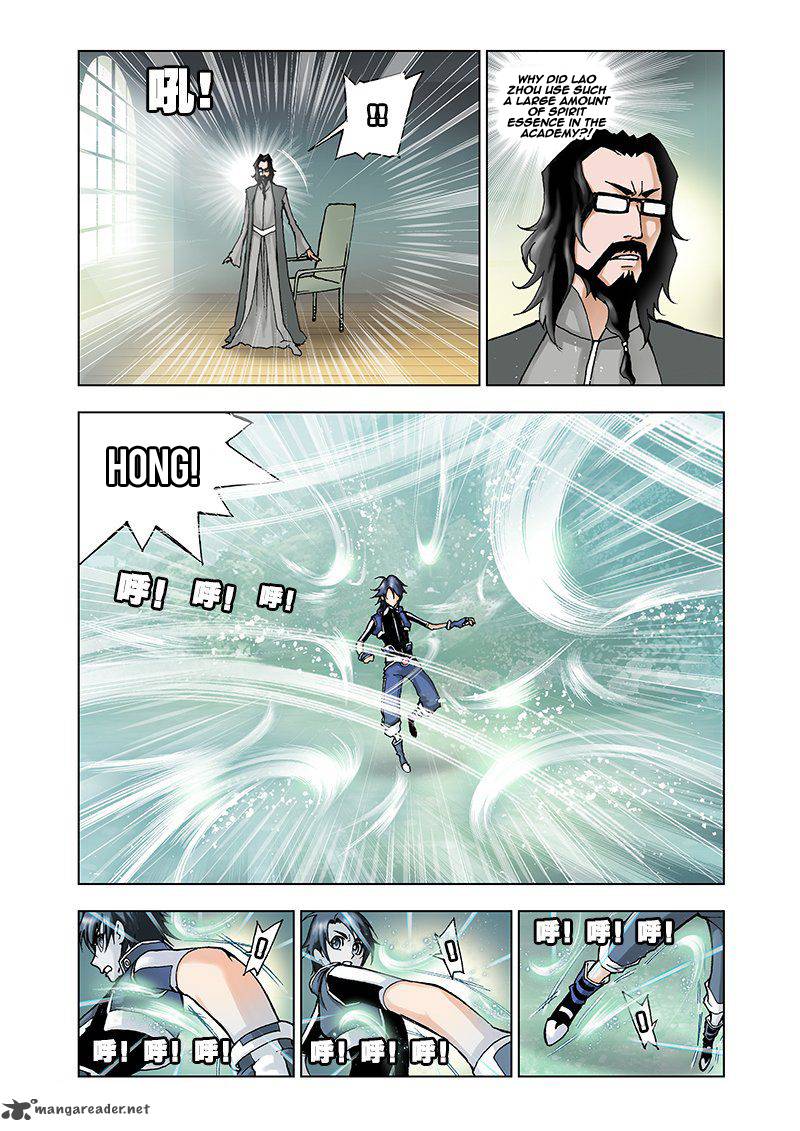 吼!
!!
WHY DID LAO
ZHOU USE SUCH
A LARGE AMOUNT
OF SPIRIT
ESSENCE IN THE
ACADEMY?!
HONG!
呼! 呼! 呼!
!
呼! 呼! 呼!
!
呼! 呼! 呼!
呼! 呼! 呼!
!
mangareader.net